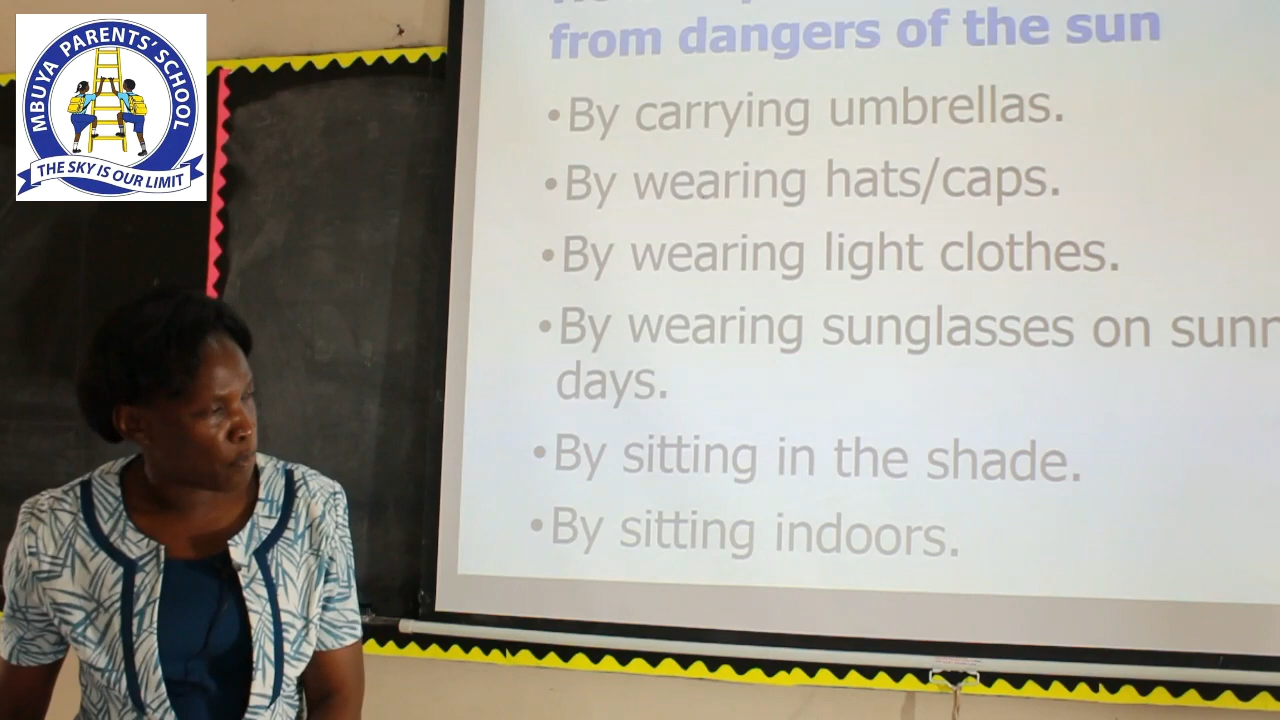 MBUYA PARENTS' SCHOOL
THE SKY IS OUR LIMIT
from dangers of the sun
•By carrying umbrellas.
•By wearing hats/caps.
•By wearing light clothes.
•By wearing sunglasses on
days.
•By sitting in the shade.
•By sitting indoors.